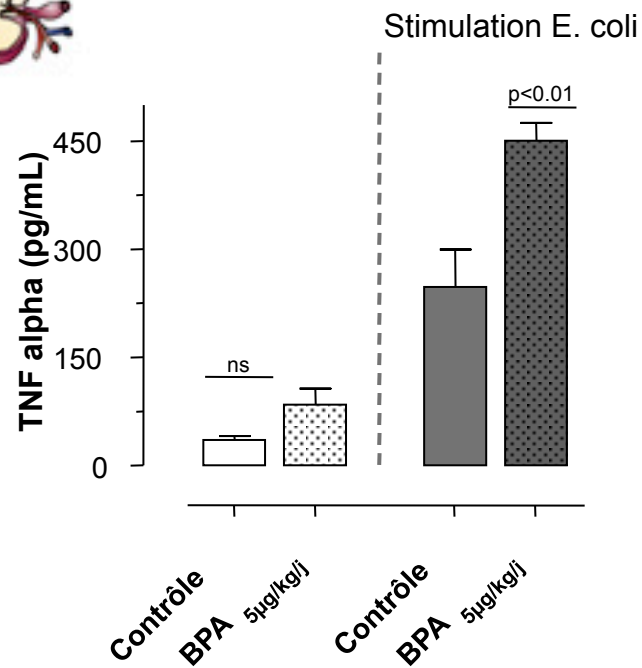 Stimulation E. coli
p<0.01
TNF alpha (pg/mL)
450
300
150
0
ns
Contrôle
BPA 5µg/kg/j
Contrôle
BPA 5µg/kg/j